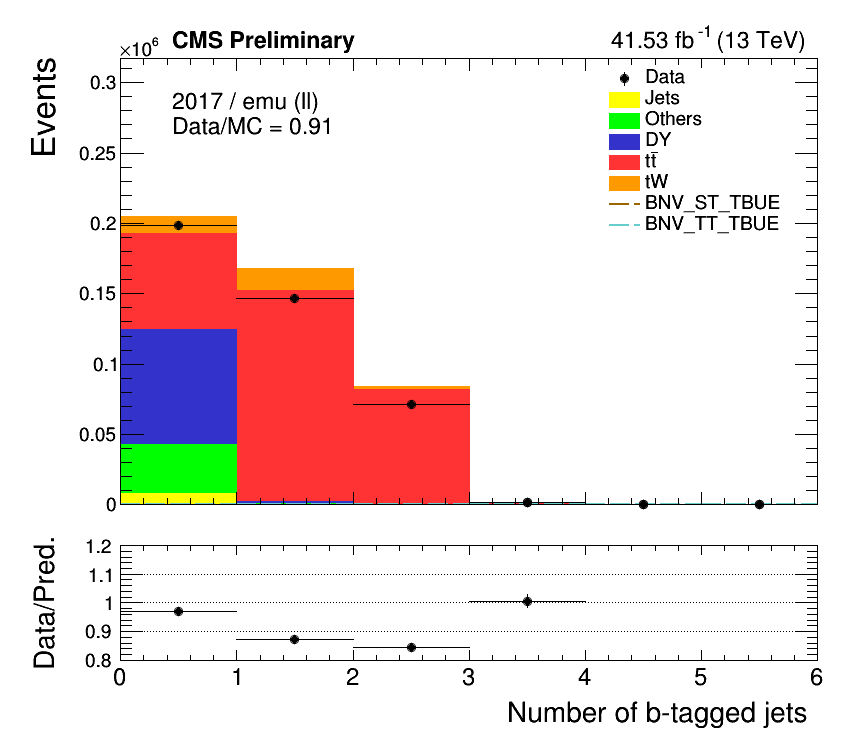 ×10⁶ CMS Preliminary 41.53 fb⁻¹ (13 TeV)
Events
2017 / emu (ll)
Data/MC = 0.91
Data
Jets
Others
DY
tt̄
tW
BNV_ST_TBUE
BNV_TT_TBUE
0.3
0.25
0.2
0.15
0.1
0.05
0
Data/Pred.
1.2
1.1
1
0.9
0.8
0 1 2 3 4 5 6
Number of b-tagged jets